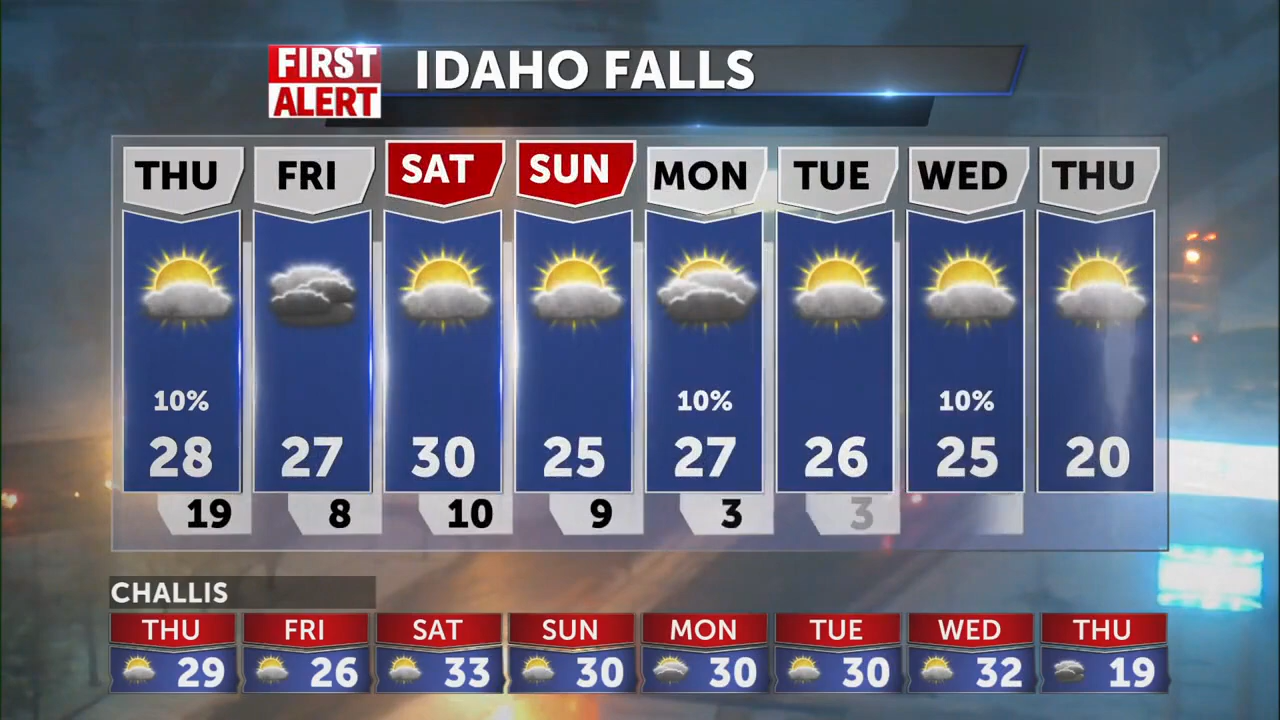 FIRST ALERT IDAHO FALLS
THU FRI SAT SUN MON TUE WED THU
10% 10% 10%
28 27 30 25 27 26 25 20
19 8 10 9 3 3
CHALLIS
THU FRI SAT SUN MON TUE WED THU
29 26 33 30 30 30 32 19